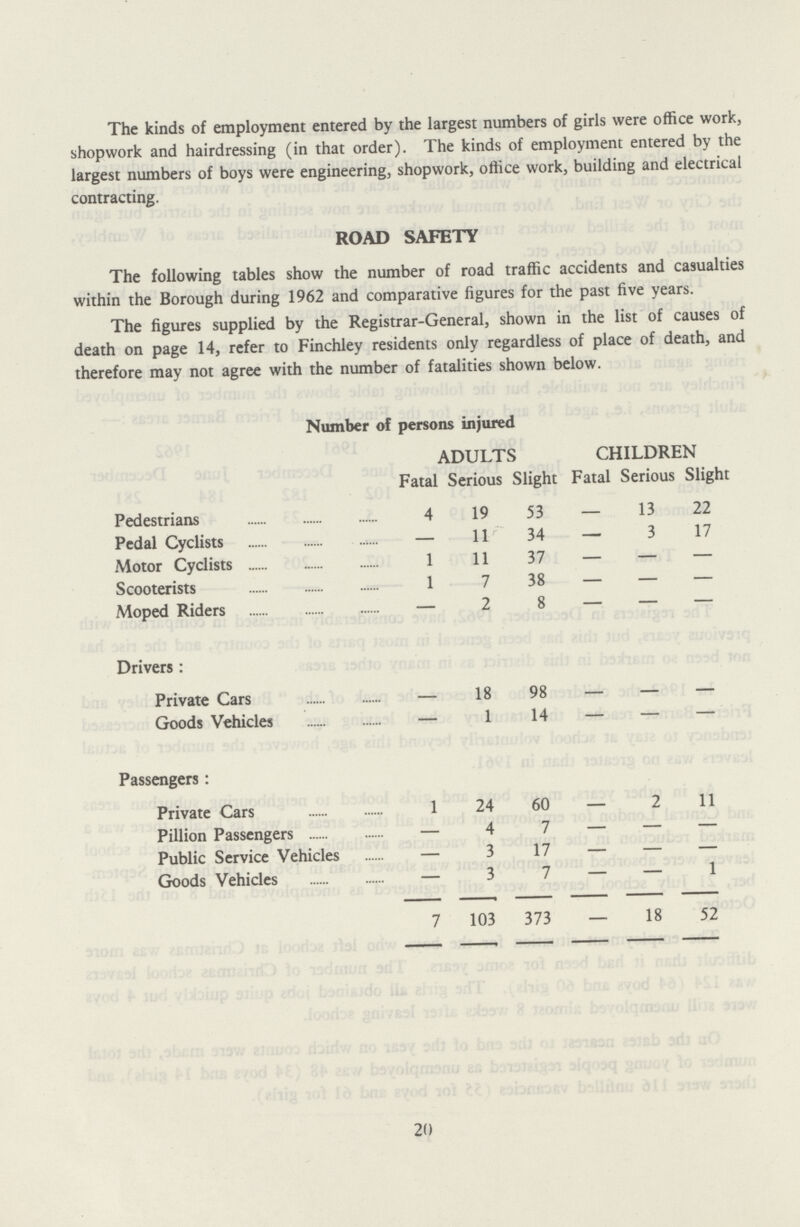 The kinds of employment entered by the largest numbers of girls were office work,
shopwork and hairdressing (in that order). The kinds of employment entered by the
largest numbers of boys were engineering, shopwork, office work, building and electrical
contracting.
ROAD SAFETY
The following tables show the number of road traffic accidents and casualties
within the Borough during 1962 and comparative figures for the past five years.
The figures supplied by the Registrar-General, shown in the list of causes of
death on page 14, refer to Finchley residents only regardless of place of death, and
therefore may not agree with the number of fatalities shown below.
Number of persons injured
ADULTS CHILDREN
Fatal Serious Slight Fatal Serious Slight
Pedestrians ...... ...... ...... 4 19 53 — 13 22
Pedal Cyclists ...... ...... ...... — 11 34 — 3 17
Motor Cyclists ...... ...... ...... 1 11 37 — — —
Scooterists ...... ...... ...... 1 7 38 — — —
Moped Riders ...... ...... ...... — 2 8 — — —
Drivers :
Private Cars ...... ...... — 18 98 — — —
Goods Vehicles ...... ...... — 1 14 — — —
Passengers :
Private Cars ...... ...... 1 24 60 — 2 11
Pillion Passengers ...... ...... — 4 7 — — —
Public Service Vehicles ...... — 3 17 — — —
Goods Vehicles ...... ...... — 3 7 — — 1
7 103 373 — 18 52
20